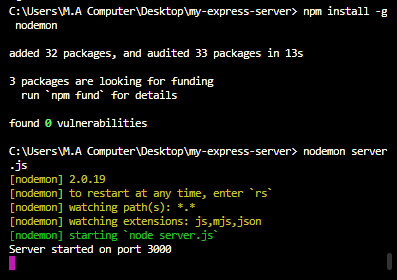 C:\Users\M.A Computer\Desktop\my-express-server> npm install -g
nodemon
added 32 packages, and audited 33 packages in 13s
3 packages are looking for funding
run `npm fund` for details
found 0 vulnerabilities
C:\Users\M.A Computer\Desktop\my-express-server> nodemon server
.js
[nodemon] 2.0.19
[nodemon] to restart at any time, enter `rs`
[nodemon] watching path(s): *.*
[nodemon] watching extensions: js,mjs,json
[nodemon] starting `node server.js`
Server started on port 3000